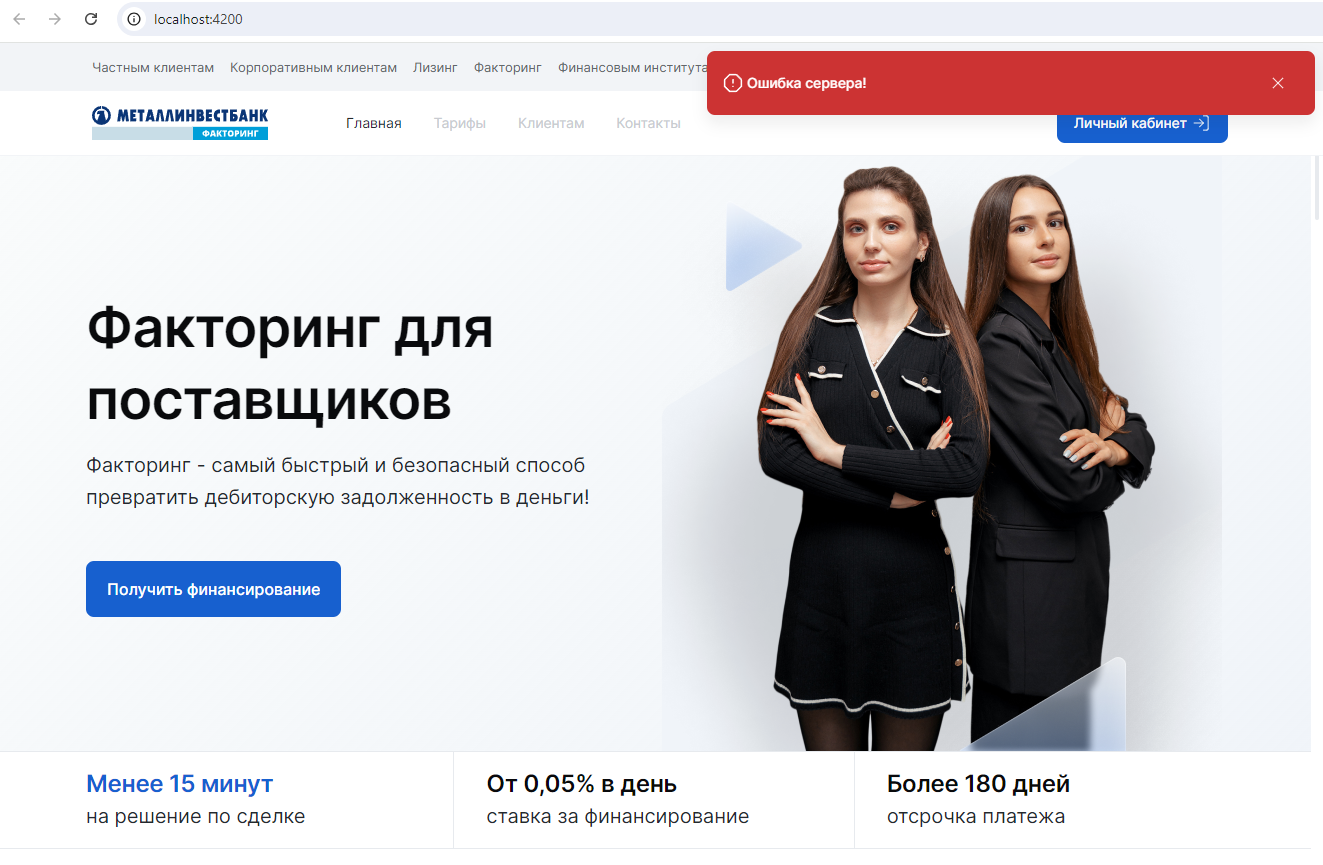 localhost:4200
Частным клиентам Корпоративным клиентам Лизинг Факторинг Финансовым
Ошибка сервера!
МЕТАЛЛИНВЕСТБАНК
ФАКТОРИНГ
Главная Тарифы Клиентам Контакты
Личный кабинет
Факторинг для
поставщиков
Факторинг - самый быстрый и безопасный способ
превратить дебиторскую задолженность в деньги!
Получить финансирование
Менее 15 минут
на решение по сделке
От 0,05% в день
ставка за финансирование
Более 180 дней
отсрочка платежа